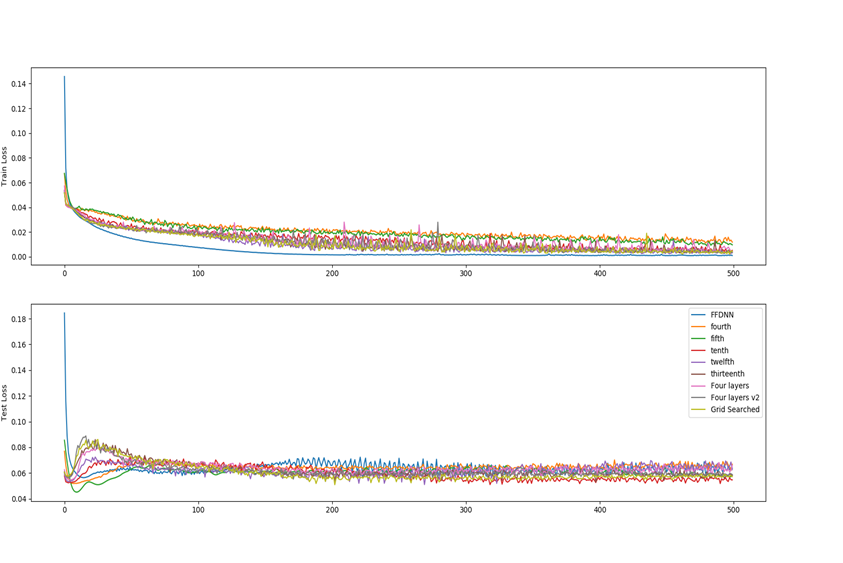 0.14
0.12
0.10
0.08
0.06
0.04
0.02
0.00
Train Loss
0 100 200 300 400 500
0.18
0.16
0.14
0.12
0.10
0.08
0.06
0.04
Test Loss
0 100 200 300 400 500
FFDNN
fourth
fifth
tenth
twelfth
thirteenth
Four layers
Four layers v2
Grid Searched